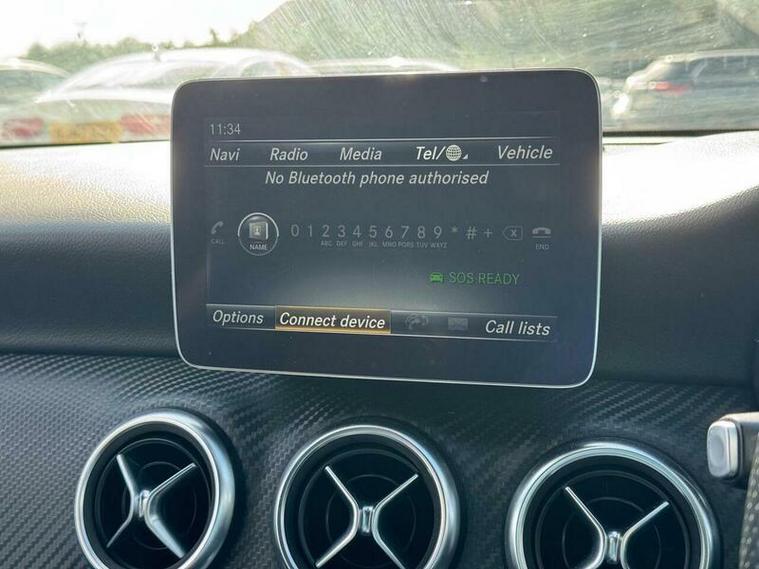 11:34
Navi Radio Media Tel/ Vehicle
No Bluetooth phone authorised
0 1 2 3 4 5 6 7 8 9 * # +
CALL NAME ABC DEF GHI JKL MNO PQRS TUV WXYZ END
SOS READY
Options Connect device Call lists